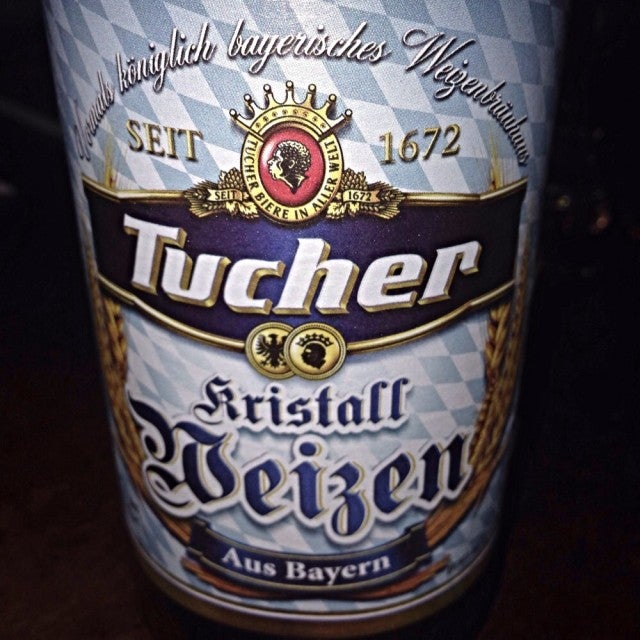 Vormals königlich bayerisches Weizenbräuhaus
SEIT 1672
TUCHER BIERE IN ALLER WELT
SEIT 1672
Tucher
Kristall
Weizen
Aus Bayern